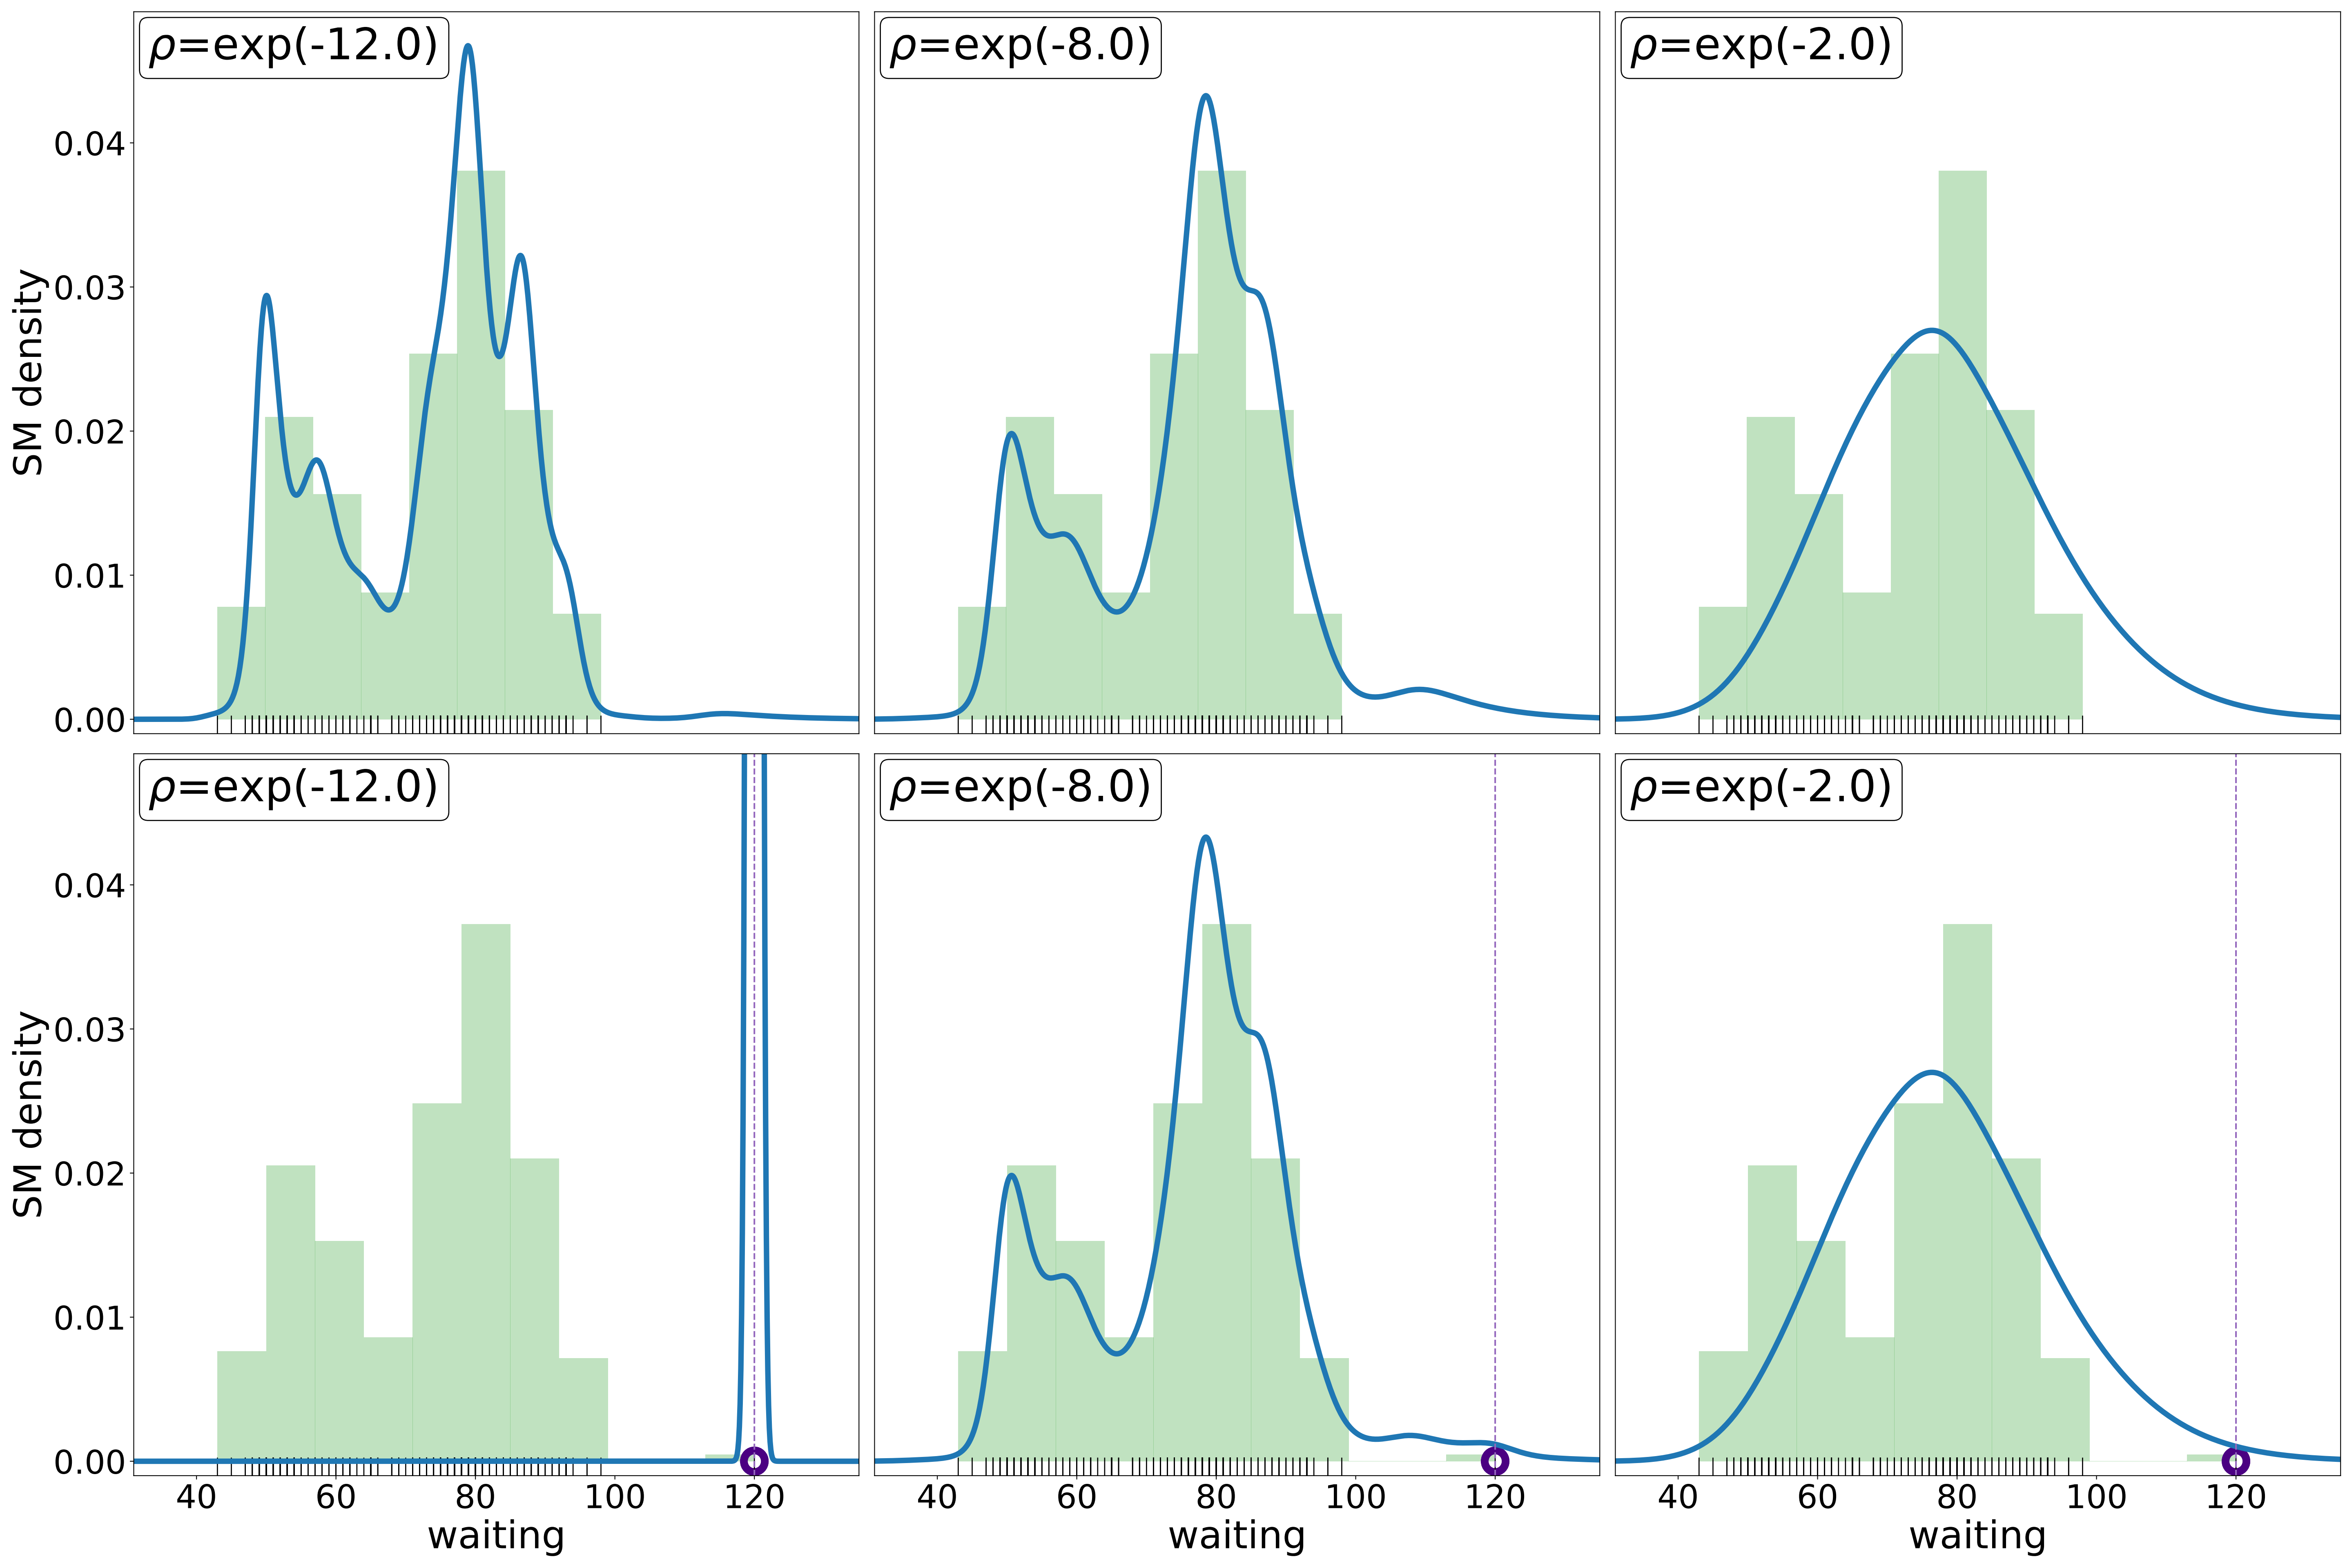 ρ=exp(-12.0)
ρ=exp(-8.0)
ρ=exp(-2.0)
SM density
0.04
0.03
0.02
0.01
0.00
ρ=exp(-12.0)
ρ=exp(-8.0)
ρ=exp(-2.0)
SM density
0.04
0.03
0.02
0.01
0.00
40 60 80 100 120
40 60 80 100 120
40 60 80 100 120
waiting
waiting
waiting